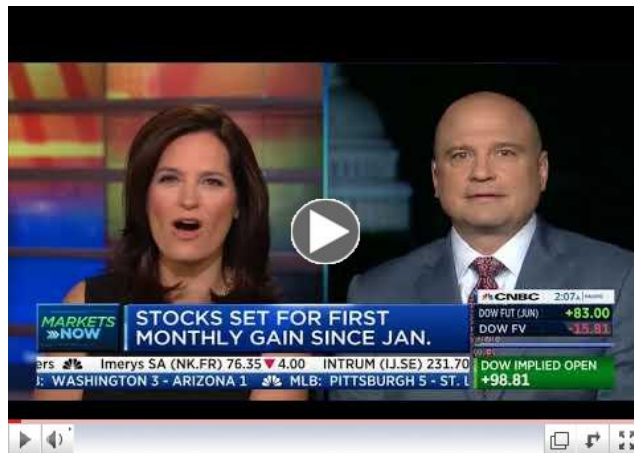 MARKETS
NOW
STOCKS SET FOR FIRST
MONTHLY GAIN SINCE JAN.
CNBC 2:07A
DOW FUT (JUN) +83.00
DOW FV -15.81
DOW IMPLIED OPEN
+98.81
ers Imerys SA (NK.FR) 76.35▼4.00 INTRUM (IJ.SE) 231.70
: WASHINGTON 3 - ARIZONA 1 MLB: PITTSBURGH 5 - ST. L